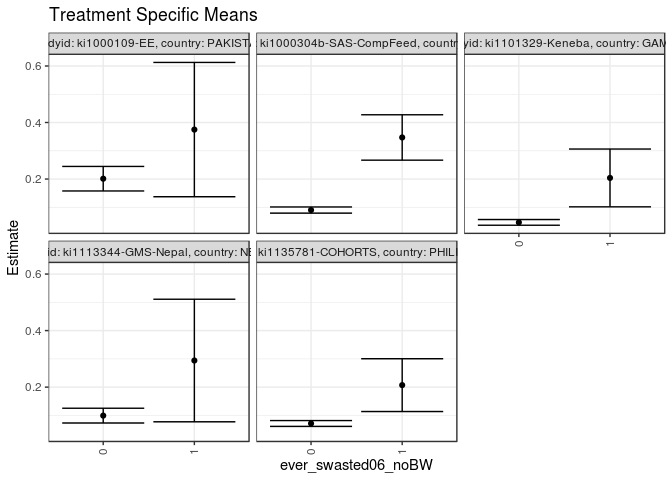 Treatment Specific Means
dyid: ki1000109-EE, country: PAKIST
ki1000304b-SAS-CompFeed, countr
yid: ki1101329-Keneba, country: GAM
0.6
0.4
0.2
0 1
id: ki1113344-GMS-Nepal, country: NE
ki1135781-COHORTS, country: PHILI
0.6
0.4
0.2
0 1
0 1
Estimate
ever_swasted06_noBW